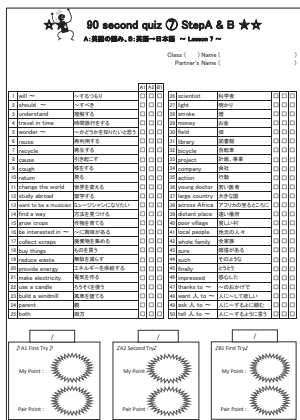 90 second quiz ⑦ StepA & B ★☆
A:英語の読み、B:英語→日本語 ～ Lesson 7 ～
Class ( ) Name ( )
Partner's Name ( )
A1 A2 B1
1 will ～ ～するつもり
2 should ～ ～すべき
3 understand 理解する
4 travel in time 時間旅行をする
5 wonder ～ ～かどうかを知りたいと思う
6 reuse 再利用する
7 recycle 再生する
8 cause 引き起こす
9 cough 咳をする
10 return 戻る
11 change the world 世界を変える
12 study abroad 留学する
13 want to be a musician ミュージシャンになりたい
14 find a way 方法を見つける
15 grow crops 作物を育てる
16 be interested in ～ ～に興味がある
17 collect scraps 廃棄物を集める
18 buy things ものを買う
19 reduce waste 無駄を減らす
20 provide energy エネルギーを供給する
21 make electricity 電気を作る
22 use a candle ろうそくを使う
23 build a windmill 風車を建てる
24 parent 親
25 both 両方
A1 A2 B1
26 scientist 科学者
27 light 明かり
28 smoke 煙
29 money お金
30 field 畑
31 library 図書館
32 bicycle 自転車
33 project 計画、事業
34 company 会社
35 action 行動
36 young doctor 若い医者
37 large country 大きな国
38 across Africa アフリカの至るところに
39 distant place 遠い場所
40 poor village 貧しい村
41 local people 地元の人々
42 whole family 全家族
43 sure 確信がある
44 such そのような
45 finally とうとう
46 impressed 感心した
47 thanks to ～ ～のおかげで
48 want 人 to ～ 人に～して欲しい
49 ask 人 to ～ 人に～するように頼む
50 tell 人 to ～ 人に～するように言う
/
♪A1 First Try♪
My Point :
Pair Point :
/
♪A2 Second Try♪
My Point :
Pair Point :
/
♪B1 First Try♪
My Point :
Pair Point :